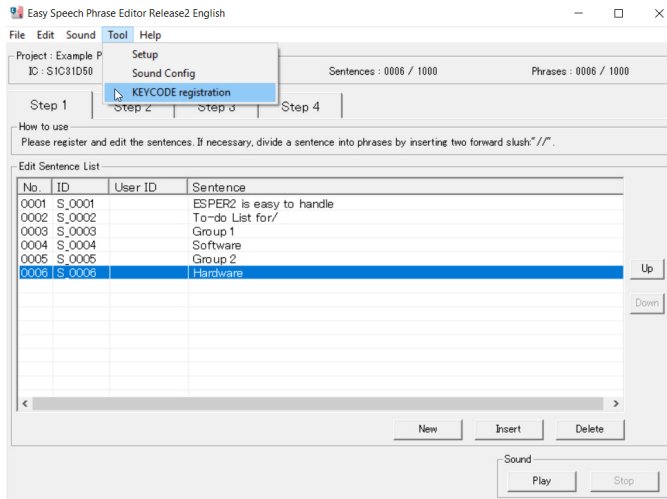 Easy Speech Phrase Editor Release2 English
File Edit Sound Tool Help
Project : Example P
Setup
IC : S1C31D50
Sound Config
Sentences : 0006 / 1000
Phrases : 0006 / 1000
KEYCODE registration
Step 1 Step 2 Step 3 Step 4
How to use
Please register and edit the sentences. If necessary, divide a sentence into phrases by inserting two forward slush:"//".
Edit Sentence List
No. ID User ID Sentence
0001 S_0001 ESPER2 is easy to handle
0002 S_0002 To-do List for/
0003 S_0003 Group 1
0004 S_0004 Software
0005 S_0005 Group 2
0006 S_0006 Hardware
Up
Down
New Insert Delete
Sound
Play Stop